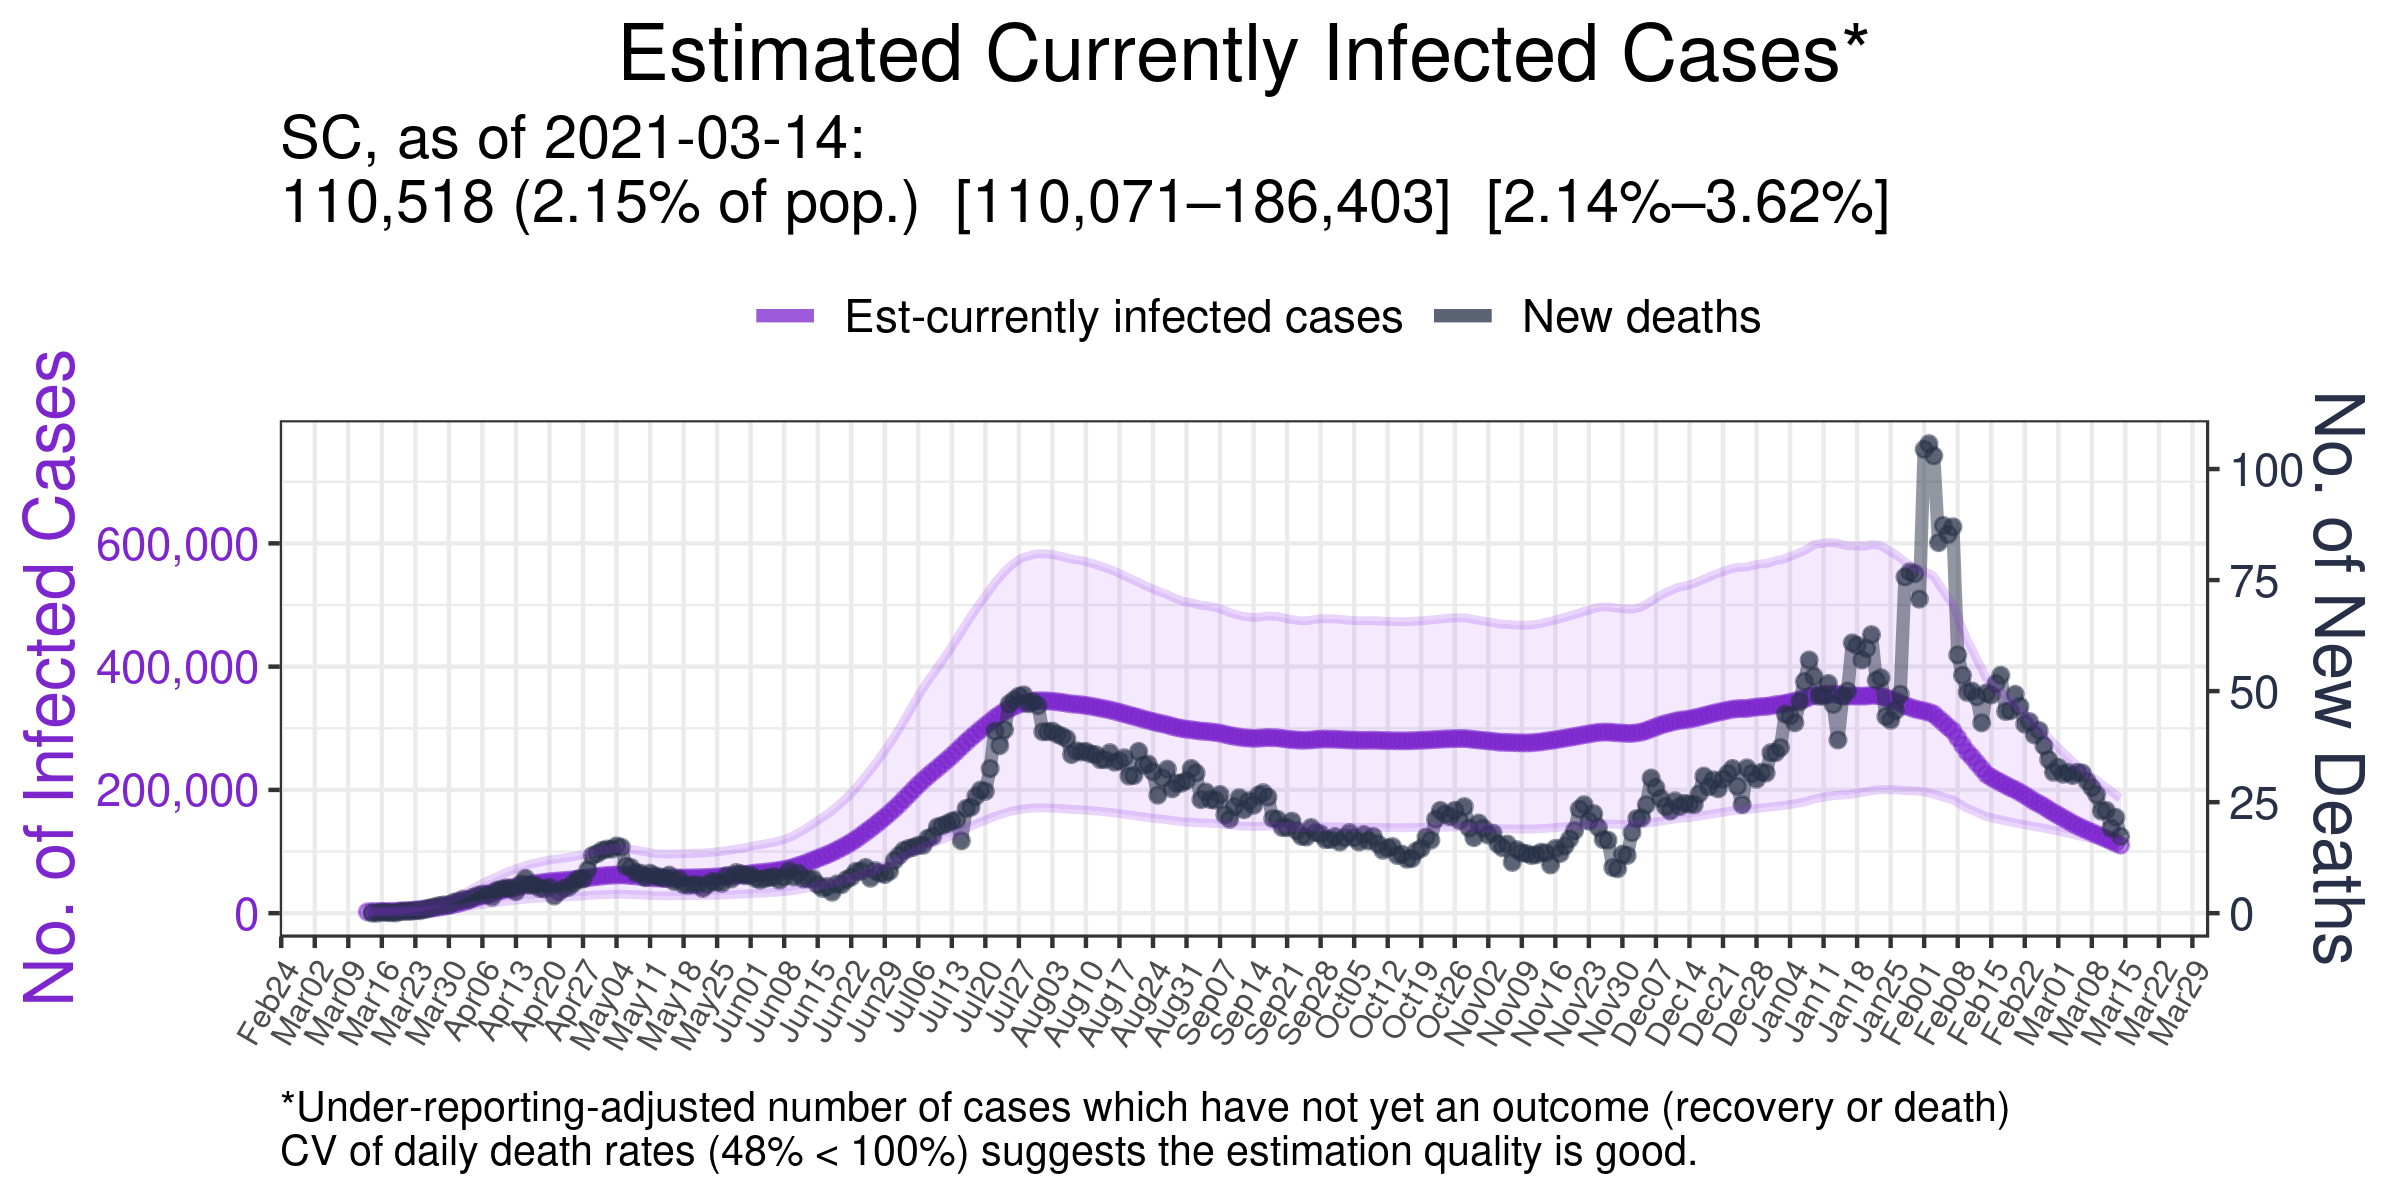 Estimated Currently Infected Cases*
SC, as of 2021-03-14:
110,518 (2.15% of pop.)  [110,071–186,403]  [2.14%–3.62%]
Est-currently infected cases
New deaths
No. of Infected Cases
600,000
400,000
200,000
0
100
75
50
25
0
No. of New Deaths
Feb24
Mar02
Mar09
Mar16
Mar23
Mar30
Apr06
Apr13
Apr20
Apr27
May04
May11
May18
May25
Jun01
Jun08
Jun15
Jun22
Jun29
Jul06
Jul13
Jul20
Jul27
Aug03
Aug10
Aug17
Aug24
Aug31
Sep07
Sep14
Sep21
Sep28
Oct05
Oct12
Oct19
Oct26
Nov02
Nov09
Nov16
Nov23
Nov30
Dec07
Dec14
Dec21
Dec28
Jan04
Jan11
Jan18
Jan25
Feb01
Feb08
Feb15
Feb22
Mar01
Mar08
Mar15
Mar22
Mar29
*Under-reporting-adjusted number of cases which have not yet an outcome (recovery or death)
CV of daily death rates (48% < 100%) suggests the estimation quality is good.